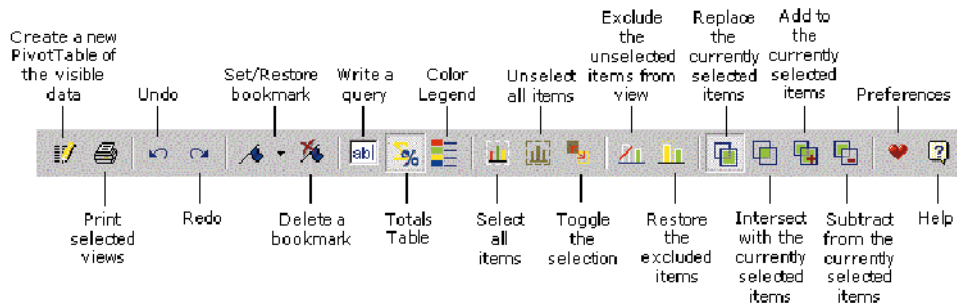 Create a new
PivotTable of
the visible
data
Undo
Set/Restore
bookmark
Write a
query
Color
Legend
Unselect
all items
Exclude
the
unselected
items from
view
Replace
the
currently
selected
items
Add to
the
currently
selected
items
Preferences
ab|
%
?
Print
selected
views
Redo
Delete a
bookmark
Totals
Table
Select
all
items
Toggle
the
selection
Restore
the
excluded
items
Intersect
with the
currently
selected
items
Subtract
from the
currently
selected
items
Help